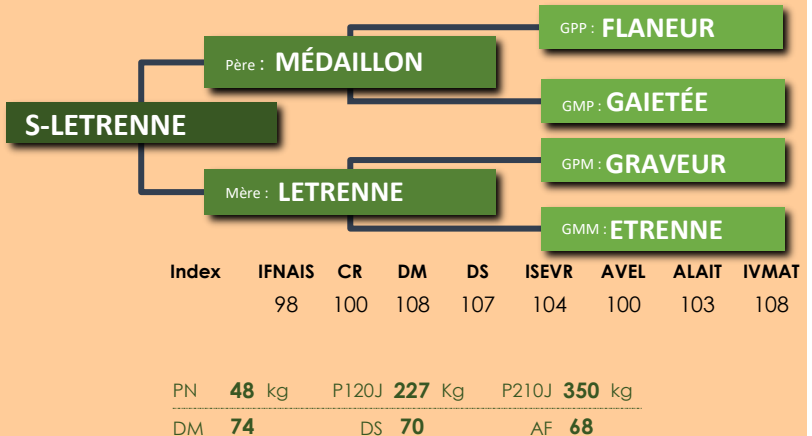 GPP : FLANEUR
Père : MÉDAILLON
GMP : GAIETÉE
S-LETRENNE
GPM : GRAVEUR
Mère : LETRENNE
GMM : ETRENNE
Index IFNAIS CR DM DS ISEVR AVEL ALAIT IVMAT
98 100 108 107 104 100 103 108
PN 48 kg P120J 227 Kg P210J 350 kg
DM 74 DS 70 AF 68